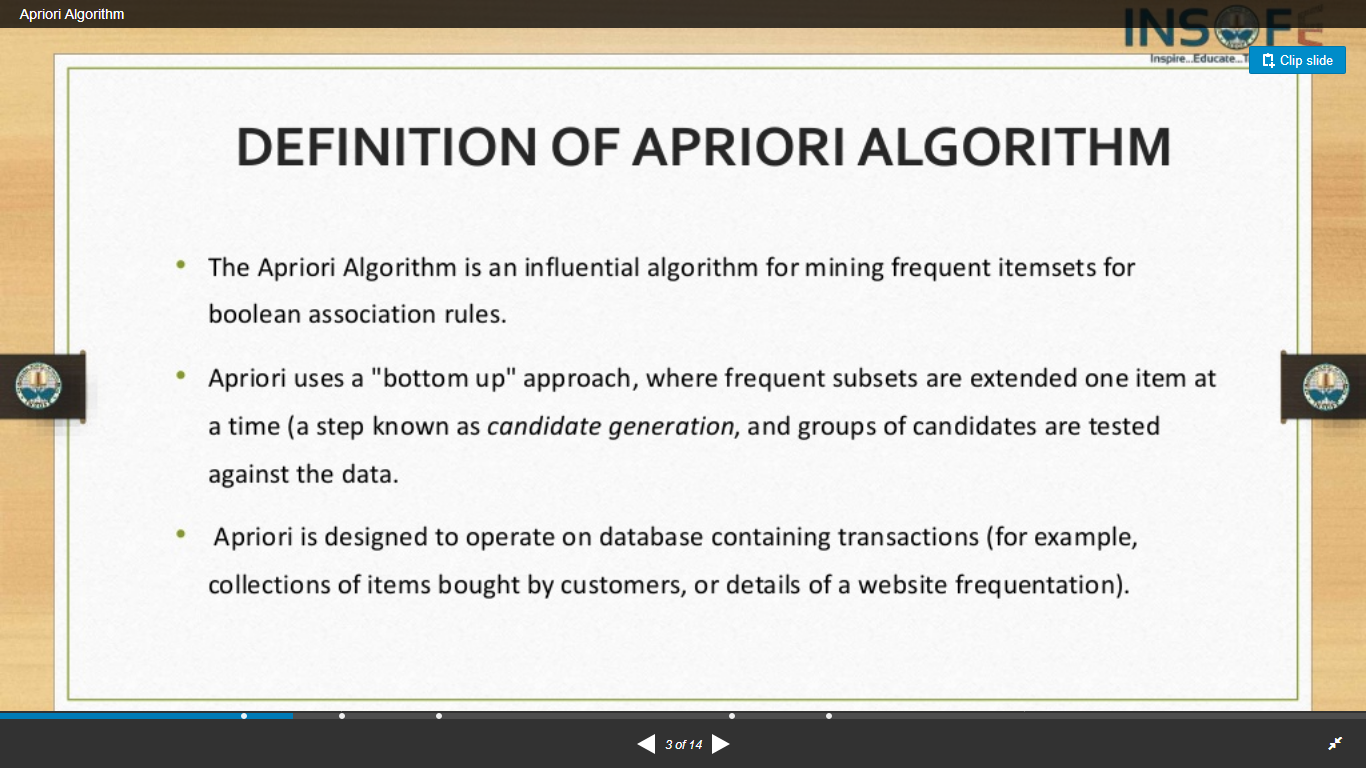 Apriori Algorithm
INSOFE
Inspire...Educate...T
Clip slide
DEFINITION OF APRIORI ALGORITHM
• The Apriori Algorithm is an influential algorithm for mining frequent itemsets for
boolean association rules.
• Apriori uses a "bottom up" approach, where frequent subsets are extended one item at
a time (a step known as candidate generation, and groups of candidates are tested
against the data.
• Apriori is designed to operate on database containing transactions (for example,
collections of items bought by customers, or details of a website frequentation).
3 of 14